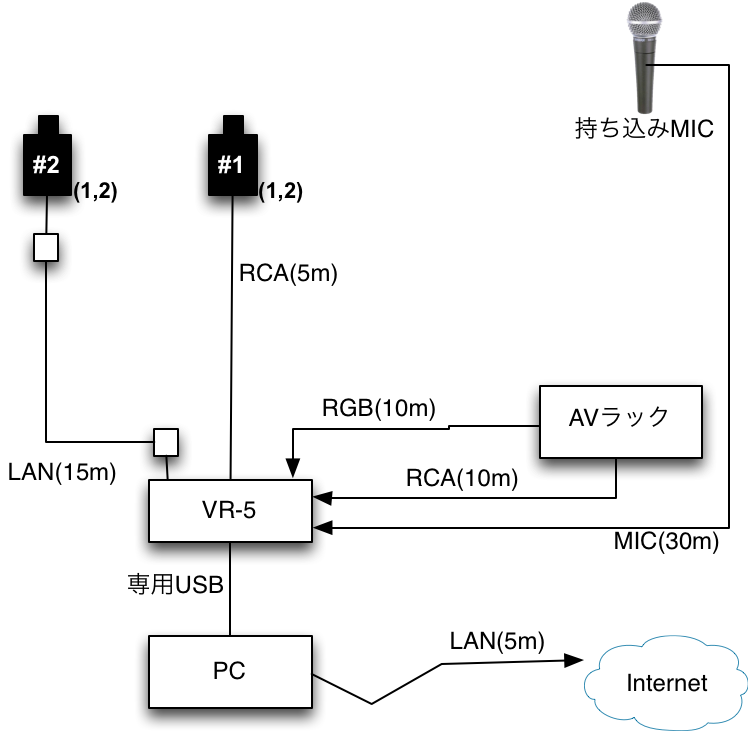 持ち込みMIC
#2
(1,2)
#1
(1,2)
RCA(5m)
RGB(10m)
AVラック
LAN(15m)
RCA(10m)
VR-5
MIC(30m)
専用USB
LAN(5m)
PC
Internet